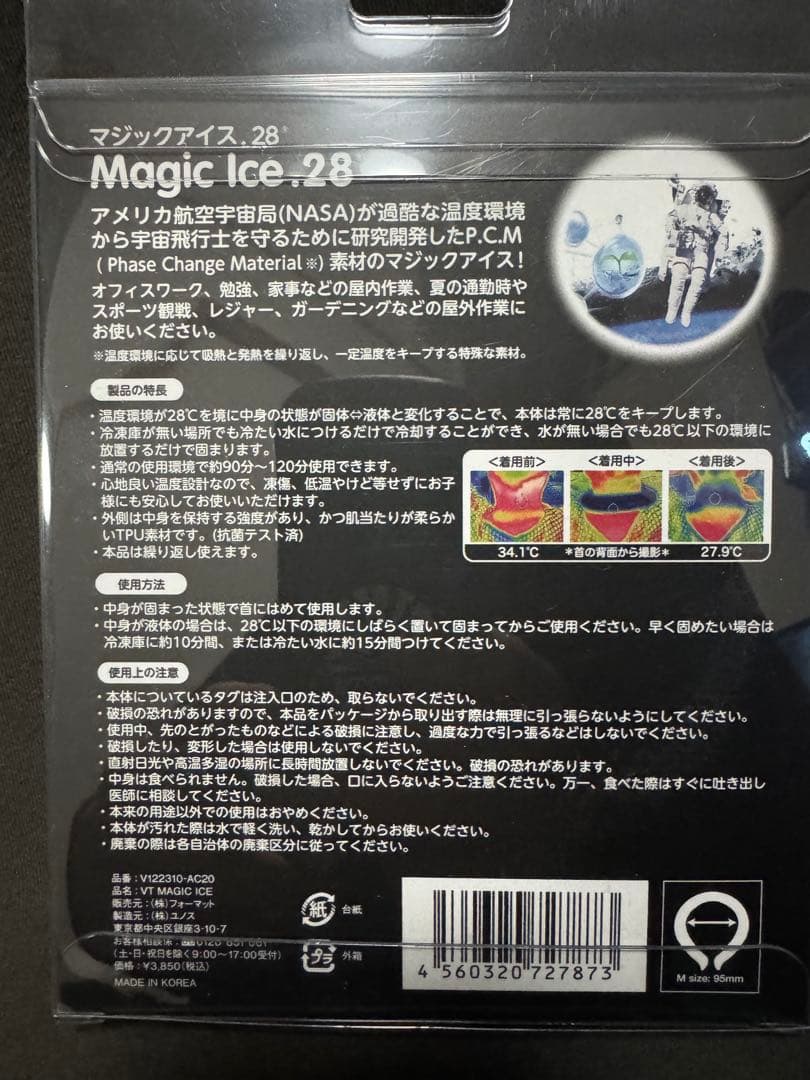 マジックアイス.28®
Magic Ice.28
アメリカ航空宇宙局(NASA)が過酷な温度環境
から宇宙飛行士を守るために研究開発したP.C.M
( Phase Change Material※) 素材のマジックアイス!
オフィスワーク、勉強、家事などの屋内作業、夏の通勤時や
スポーツ観戦、レジャー、ガーデニングなどの屋外作業に
お使いください。
※温度環境に応じて吸熱と発熱を繰り返し、一定温度をキープする特殊な素材。
製品の特長
・温度環境が28℃を境に中身の状態が固体⇔液体と変化することで、本体は常に28℃をキープします。
・冷凍庫が無い場所でも冷たい水につけるだけで冷却することができ、水が無い場合でも28℃以下の環境に
放置するだけで固まります。
・通常の使用環境で約90分〜120分使用できます。
・心地良い温度設計なので、凍傷、低温やけど等せずにお子
様にも安心してお使いいただけます。
・外側は中身を保持する強度があり、かつ肌当たりが柔らか
いTPU素材です。(抗菌テスト済)
・本品は繰り返し使えます。
<着用前>
<着用中>
<着用後>
34.1℃
*首の背面から撮影*
27.9℃
使用方法
・中身が固まった状態で首にはめて使用します。
・中身が液体の場合は、28℃以下の環境にしばらく置いて固まってからご使用ください。早く固めたい場合は
冷凍庫に約10分間、または冷たい水に約15分間つけてください。
使用上の注意
・本体についているタグは注入口のため、取らないでください。
・破損の恐れがありますので、本品をパッケージから取り出す際は無理に引っ張らないようにしてください。
・使用中、先のとがったものなどによる破損に注意し、過度な力で引っ張るなどはしないでください。
・破損したり、変形した場合は使用しないでください。
・直射日光や高温多湿の場所に長時間放置しないでください。破損の恐れがあります。
・中身は食べられません。破損した場合、口に入らないようご注意ください。万一、食べた際はすぐに吐き出し
医師に相談してください。
・本来の用途以外での使用はおやめください。
・本体が汚れた際は水で軽く洗い、乾かしてからお使いください。
・廃棄の際は各自治体の廃棄区分に従ってください。
品番:V122310-AC20
品名:VT MAGIC ICE
販売元:(株)フォーマット
製造元:(株)ユノス
東京都中央区銀座3-10-7
(土・日・祝日を除く9:00〜17:00受付)
価格:¥3,850(税込)
MADE IN KOREA
紙 台紙
プラ 外箱
4 560320 727873
M size: 95mm